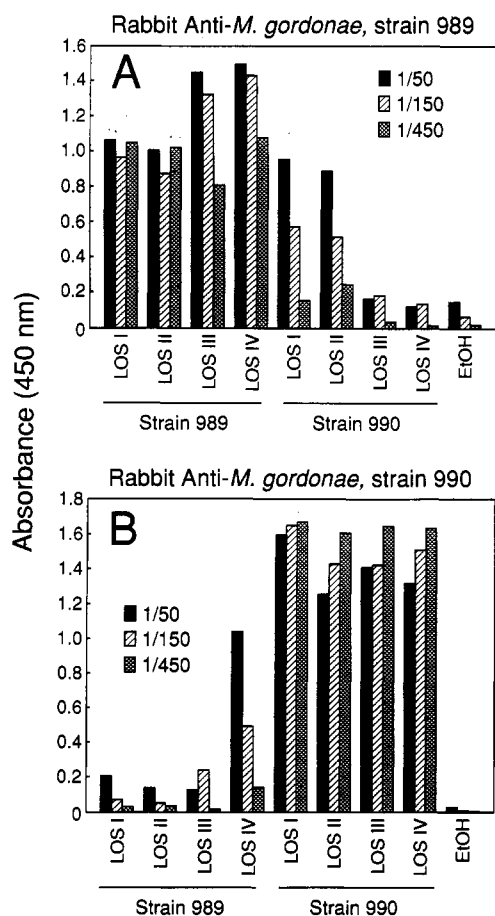 Rabbit Anti-M. gordonae, strain 989
A
1/50
1/150
1/450
1.6
1.4
1.2
1.0
0.8
0.6
0.4
0.2
0
LOS I
LOS II
LOS III
LOS IV
LOS I
LOS II
LOS III
LOS IV
EtOH
Strain 989
Strain 990
Absorbance (450 nm)
Rabbit Anti-M. gordonae, strain 990
B
1/50
1/150
1/450
1.8
1.6
1.4
1.2
1.0
0.8
0.6
0.4
0.2
0
LOS I
LOS II
LOS III
LOS IV
LOS I
LOS II
LOS III
LOS IV
EtOH
Strain 989
Strain 990